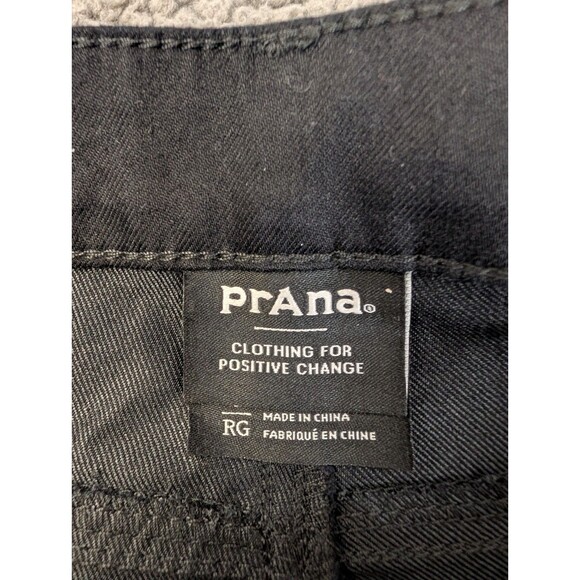 prAna®
CLOTHING FOR
POSITIVE CHANGE
RG
MADE IN CHINA
FABRIQUÉ EN CHINE